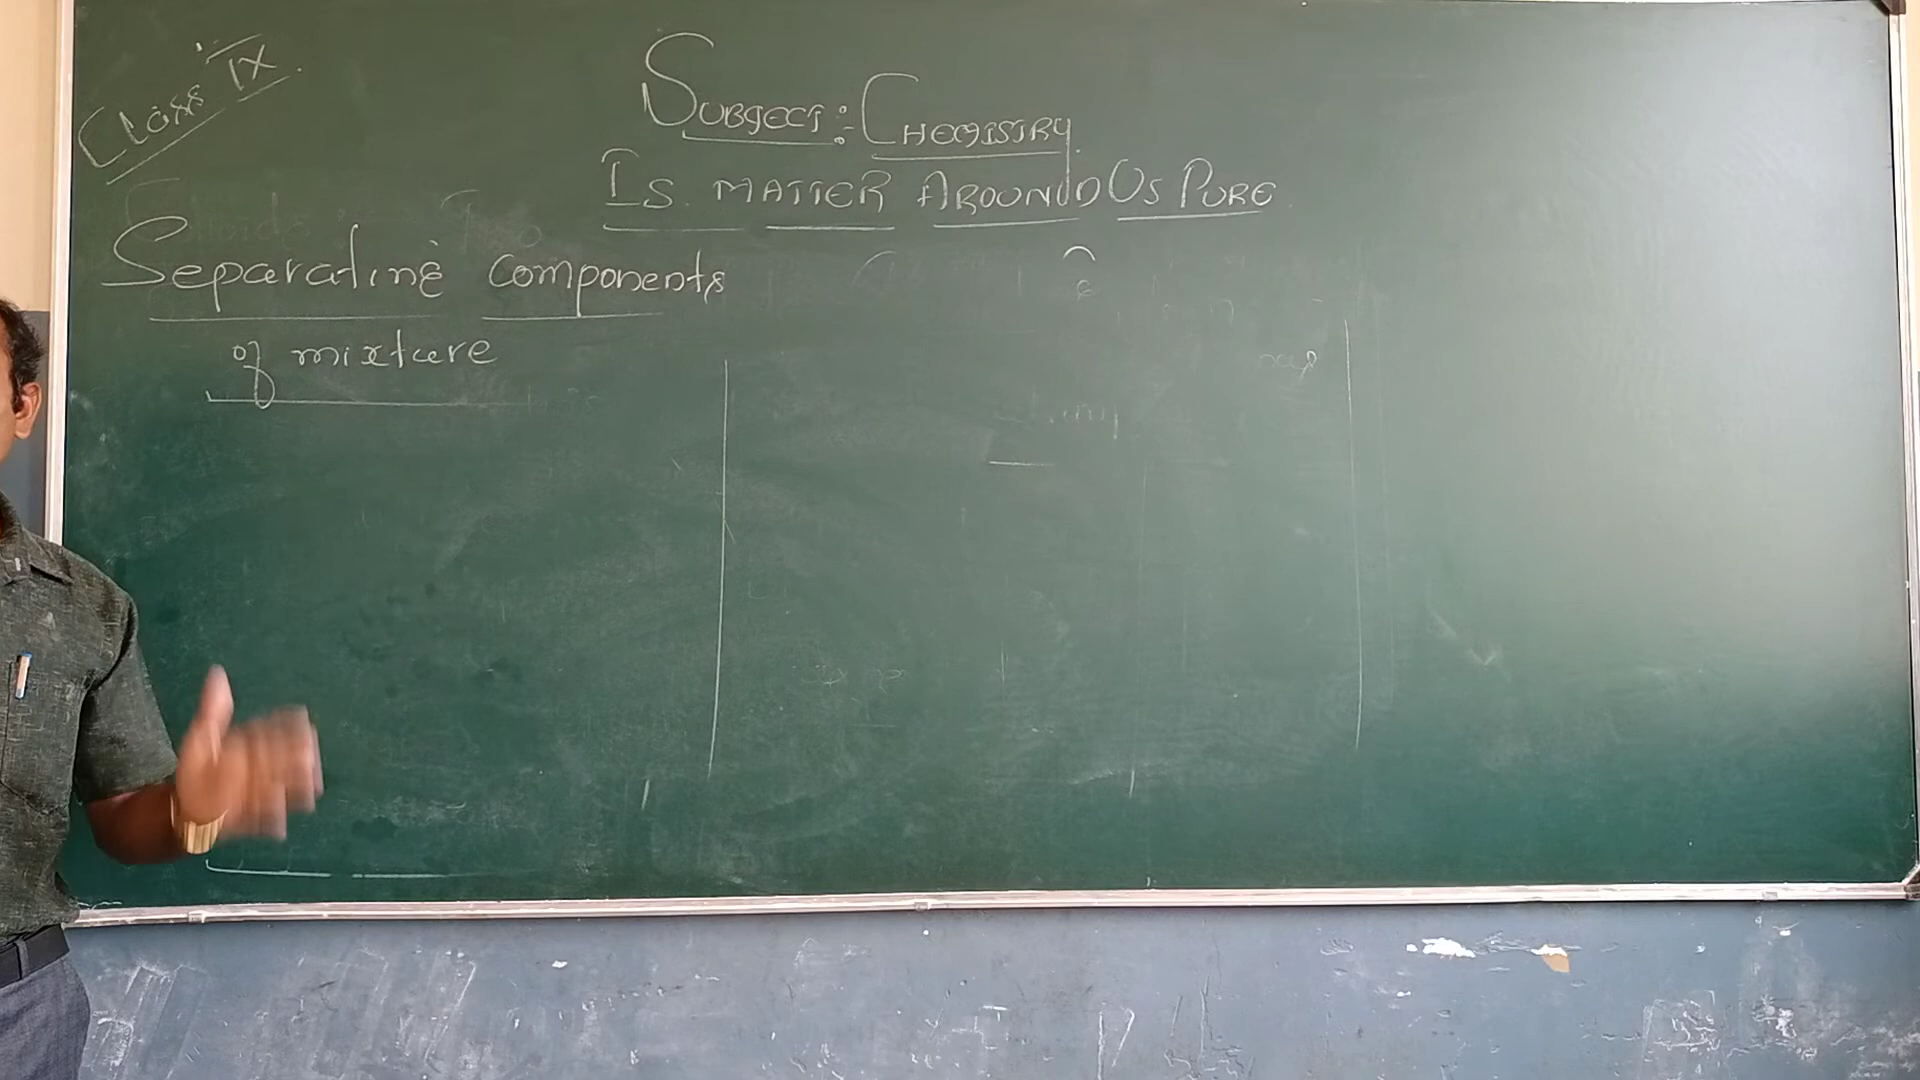 Class IX.
SUBJECT:- CHEMISTRY.
IS MATTER AROUND US PURE.
Separating components
of mixture